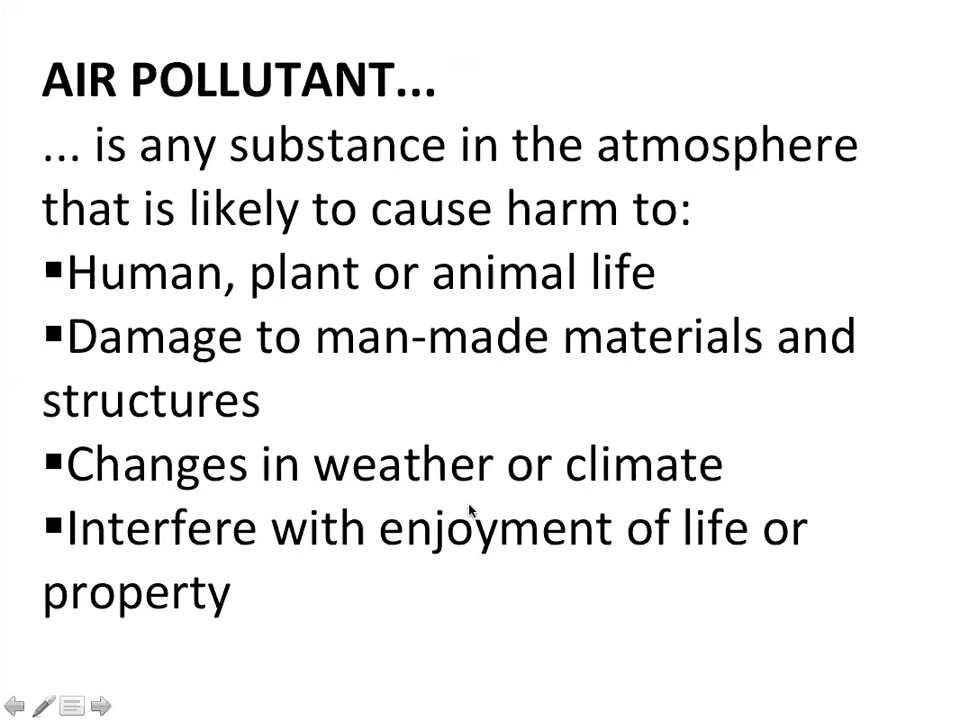 AIR POLLUTANT...
... is any substance in the atmosphere
that is likely to cause harm to:
▪Human, plant or animal life
▪Damage to man-made materials and
structures
▪Changes in weather or climate
▪Interfere with enjoyment of life or
property